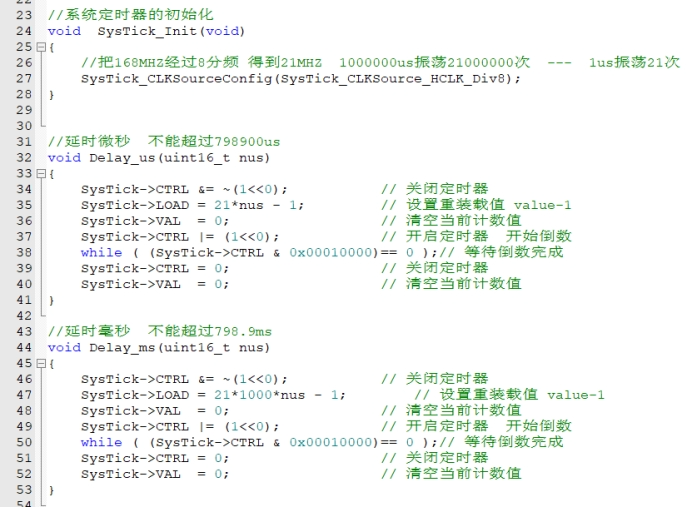 23 //系统定时器的初始化
24 void  SysTick_Init(void)
25 {
26     //把168MHZ经过8分频 得到21MHZ  1000000us振荡21000000次  ---  1us振荡21次
27     SysTick_CLKSourceConfig(SysTick_CLKSource_HCLK_Div8);
28 }
29
30
31 //延时微秒  不能超过798900us
32 void Delay_us(uint16_t nus)
33 {
34     SysTick->CTRL &= ~(1<<0);           // 关闭定时器
35     SysTick->LOAD = 21*nus - 1;         // 设置重装载值 value-1
36     SysTick->VAL  = 0;                  // 清空当前计数值
37     SysTick->CTRL |= (1<<0);            // 开启定时器  开始倒数
38     while ( (SysTick->CTRL & 0x00010000)== 0 );// 等待倒数完成
39     SysTick->CTRL = 0;                  // 关闭定时器
40     SysTick->VAL  = 0;                  // 清空当前计数值
41 }
42
43 //延时毫秒  不能超过798.9ms
44 void Delay_ms(uint16_t nus)
45 {
46     SysTick->CTRL &= ~(1<<0);           // 关闭定时器
47     SysTick->LOAD = 21*1000*nus - 1;        // 设置重装载值 value-1
48     SysTick->VAL  = 0;                  // 清空当前计数值
49     SysTick->CTRL |= (1<<0);            // 开启定时器  开始倒数
50     while ( (SysTick->CTRL & 0x00010000)== 0 );// 等待倒数完成
51     SysTick->CTRL = 0;                  // 关闭定时器
52     SysTick->VAL  = 0;                  // 清空当前计数值
53 }
54